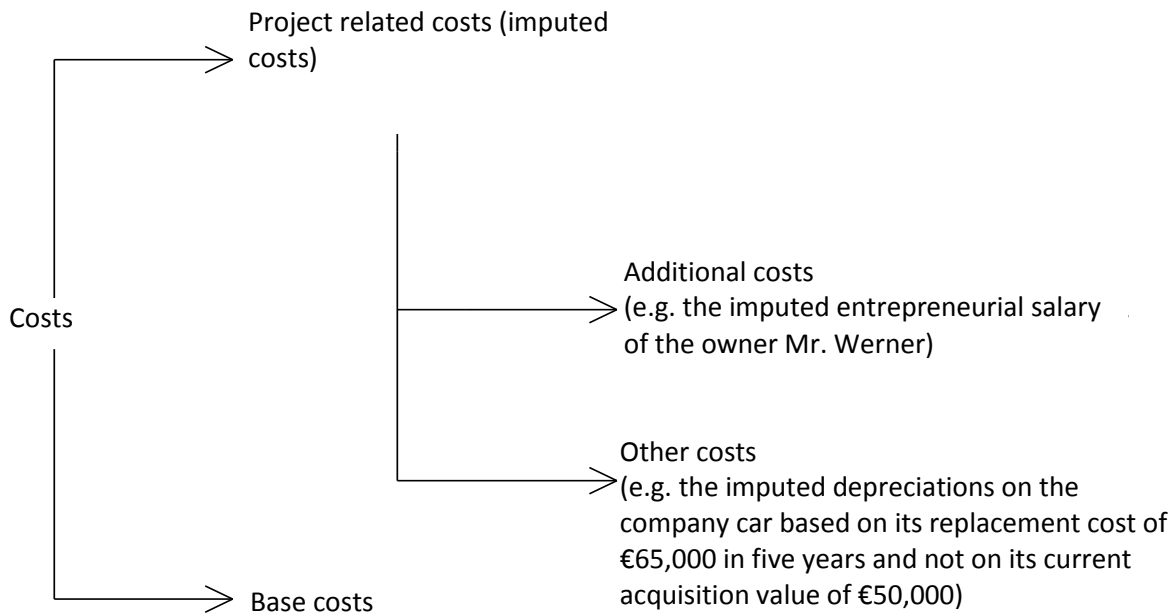 Project related costs (imputed
costs)
Additional costs
(e.g. the imputed entrepreneurial salary
of the owner Mr. Werner)
Costs
Other costs
(e.g. the imputed depreciations on the
company car based on its replacement cost of
€65,000 in five years and not on its current
acquisition value of €50,000)
Base costs